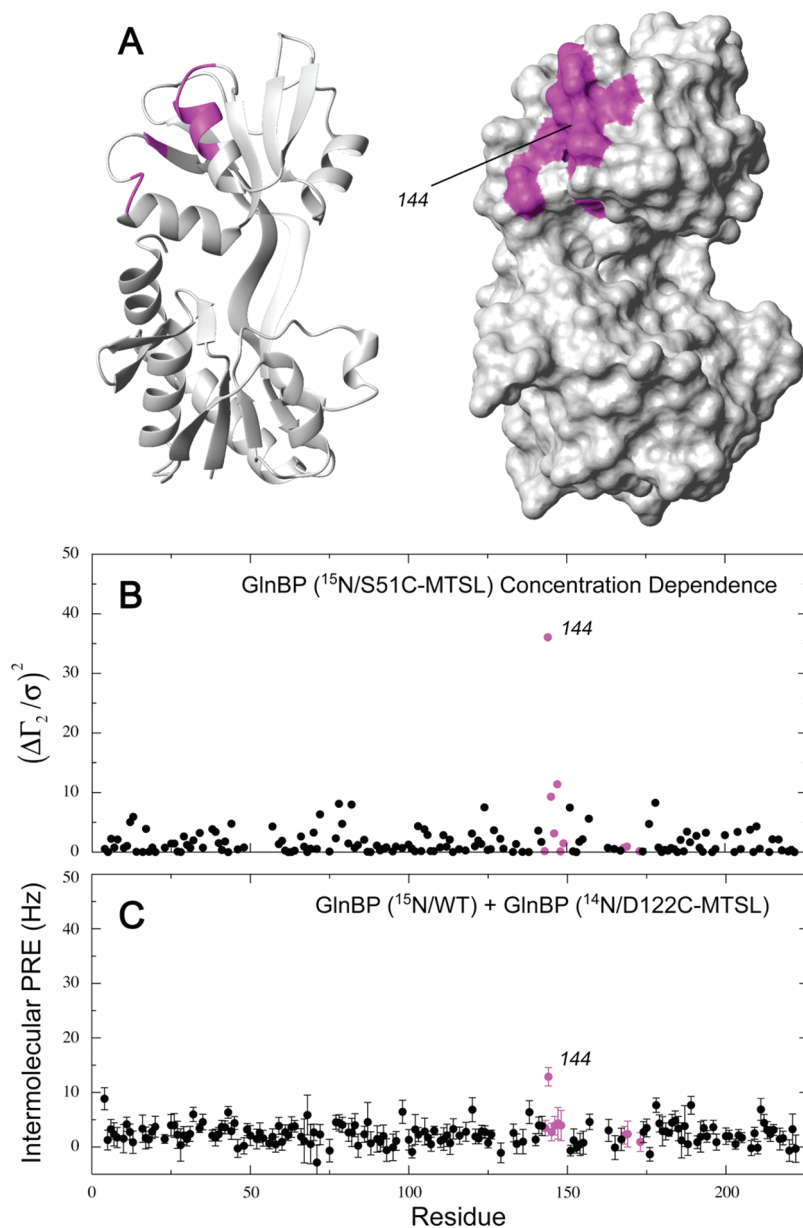 A
144
B
GlnBP (¹⁵N/S51C-MTSL) Concentration Dependence
144
(ΔΓ₂/σ)²
50
40
30
20
10
0
C
GlnBP (¹⁵N/WT) + GlnBP (¹⁴N/D122C-MTSL)
144
Intermolecular PRE (Hz)
50
40
30
20
10
0
0 50 100 150 200
Residue